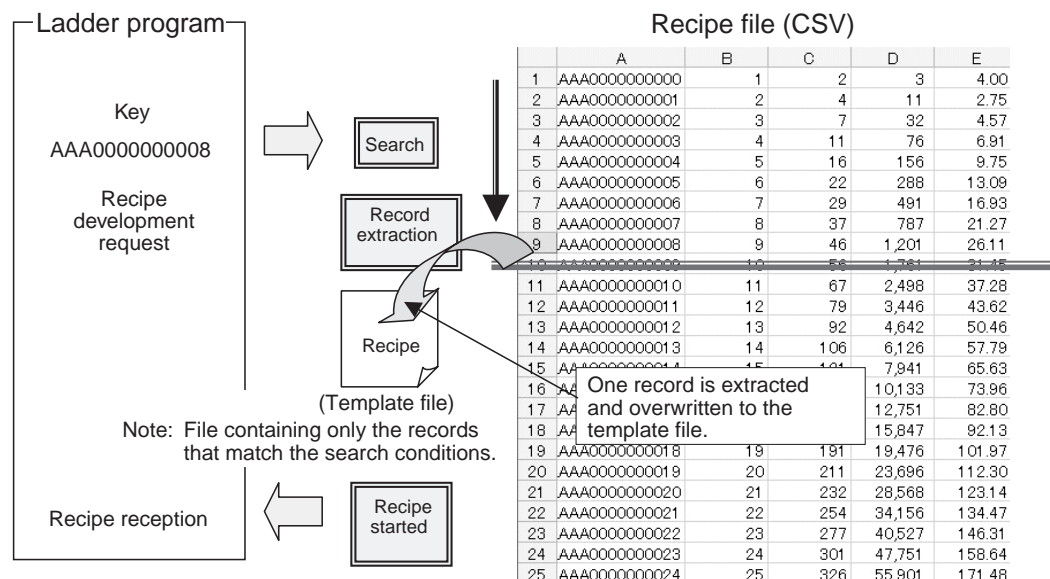 Ladder program
Recipe file (CSV)
Key
AAA0000000008
Recipe
development
request
Search
Record
extraction
Recipe
(Template file)
Note: File containing only the records
that match the search conditions.
Recipe reception
Recipe
started
A B C D E
1 AAA0000000000 1 2 3 4.00
2 AAA0000000001 2 4 11 2.75
3 AAA0000000002 3 7 32 4.57
4 AAA0000000003 4 11 76 6.91
5 AAA0000000004 5 16 156 9.75
6 AAA0000000005 6 22 288 13.09
7 AAA0000000006 7 29 491 16.93
8 AAA0000000007 8 37 787 21.27
9 AAA0000000008 9 46 1,201 26.11
10 AAA0000000009 10 56 1,761 31.45
11 AAA0000000010 11 67 2,498 37.28
12 AAA0000000011 12 79 3,446 43.62
13 AAA0000000012 13 92 4,642 50.46
14 AAA0000000013 14 106 6,126 57.79
15 7,941 65.63
16 10,133 73.96
17 12,751 82.80
18 15,847 92.13
One record is extracted
and overwritten to the
template file.
19 AAA0000000018 19 191 19,476 101.97
20 AAA0000000019 20 211 23,696 112.30
21 AAA0000000020 21 232 28,568 123.14
22 AAA0000000021 22 254 34,156 134.47
23 AAA0000000022 23 277 40,527 146.31
24 AAA0000000023 24 301 47,751 158.64
25 AAA0000000024 25 326 55,901 171.48